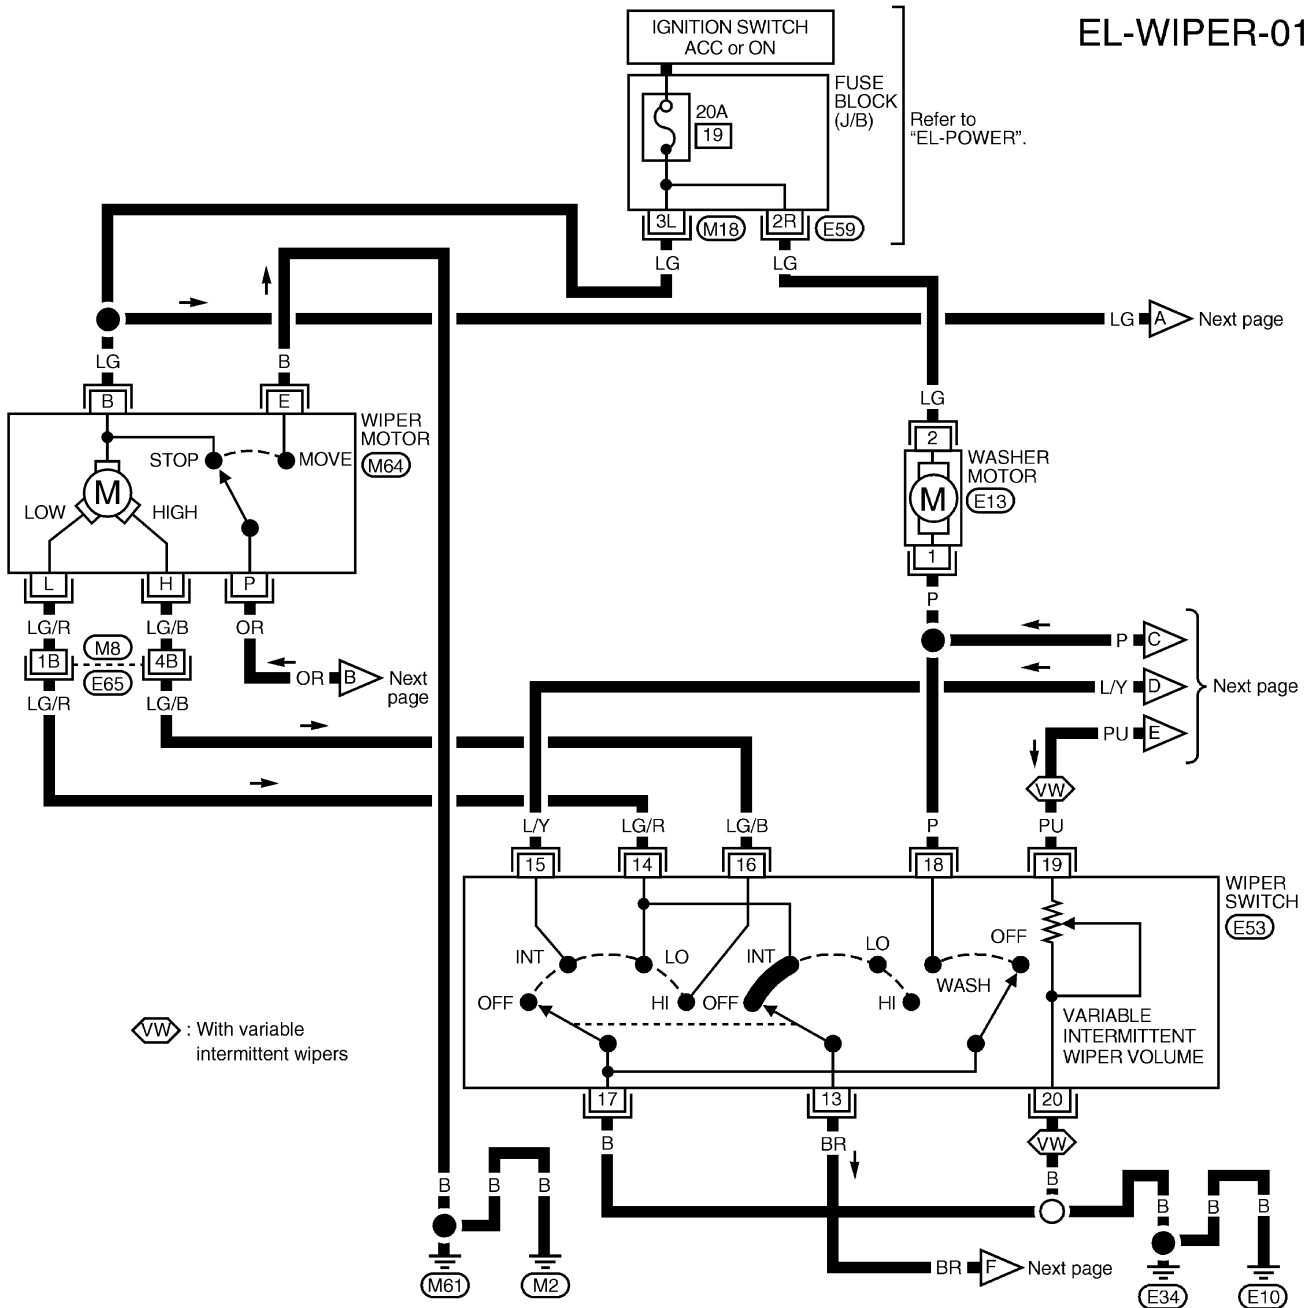 EL-WIPER-01
IGNITION SWITCH
ACC or ON
FUSE
BLOCK
(J/B)
20A
19
Refer to
“EL-POWER”.
3L
M18
2R
E59
LG
LG
LG
A
Next page
LG
B
LG
B
E
WIPER
MOTOR
M64
STOP
MOVE
M
LOW
HIGH
2
WASHER
MOTOR
E13
M
1
L
H
P
LG/R
LG/B
OR
P
M8
1B
4B
E65
OR
B
Next
page
LG/R
LG/B
P
C
L/Y
D
Next page
PU
E
VW
L/Y
LG/R
LG/B
P
PU
15
14
16
18
19
WIPER
SWITCH
E53
INT
LO
INT
LO
OFF
OFF
HI
OFF
HI
WASH
VARIABLE
INTERMITTENT
WIPER VOLUME
VW
: With variable
intermittent wipers
17
13
20
B
BR
VW
B
B
B
B
B
B
B
BR
F
Next page
M61
M2
E34
E10